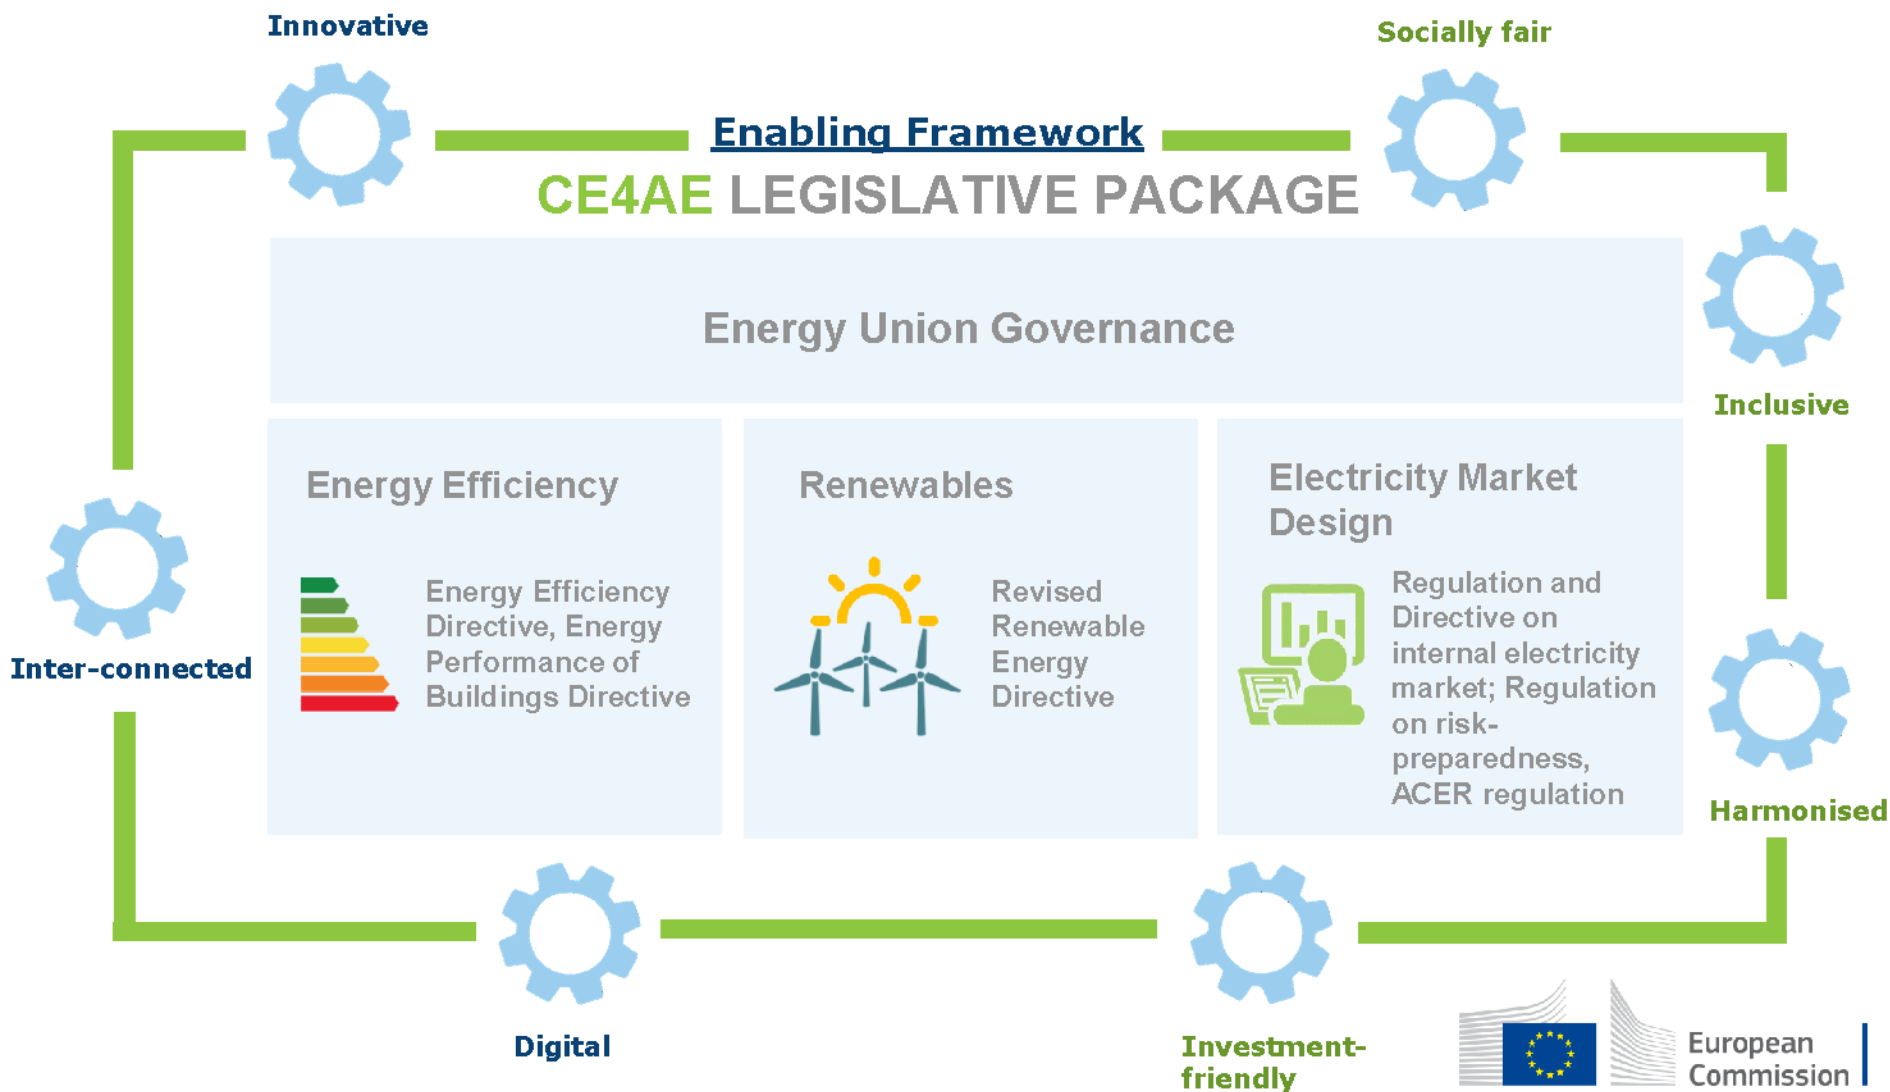 Innovative
Socially fair
Enabling Framework
CE4AE LEGISLATIVE PACKAGE
Energy Union Governance
Inclusive
Energy Efficiency
Energy Efficiency
Directive, Energy
Performance of
Buildings Directive
Renewables
Revised
Renewable
Energy
Directive
Electricity Market
Design
Regulation and
Directive on
internal electricity
market; Regulation
on risk-
preparedness,
ACER regulation
Inter-connected
Harmonised
Digital
Investment-
friendly
European
Commission